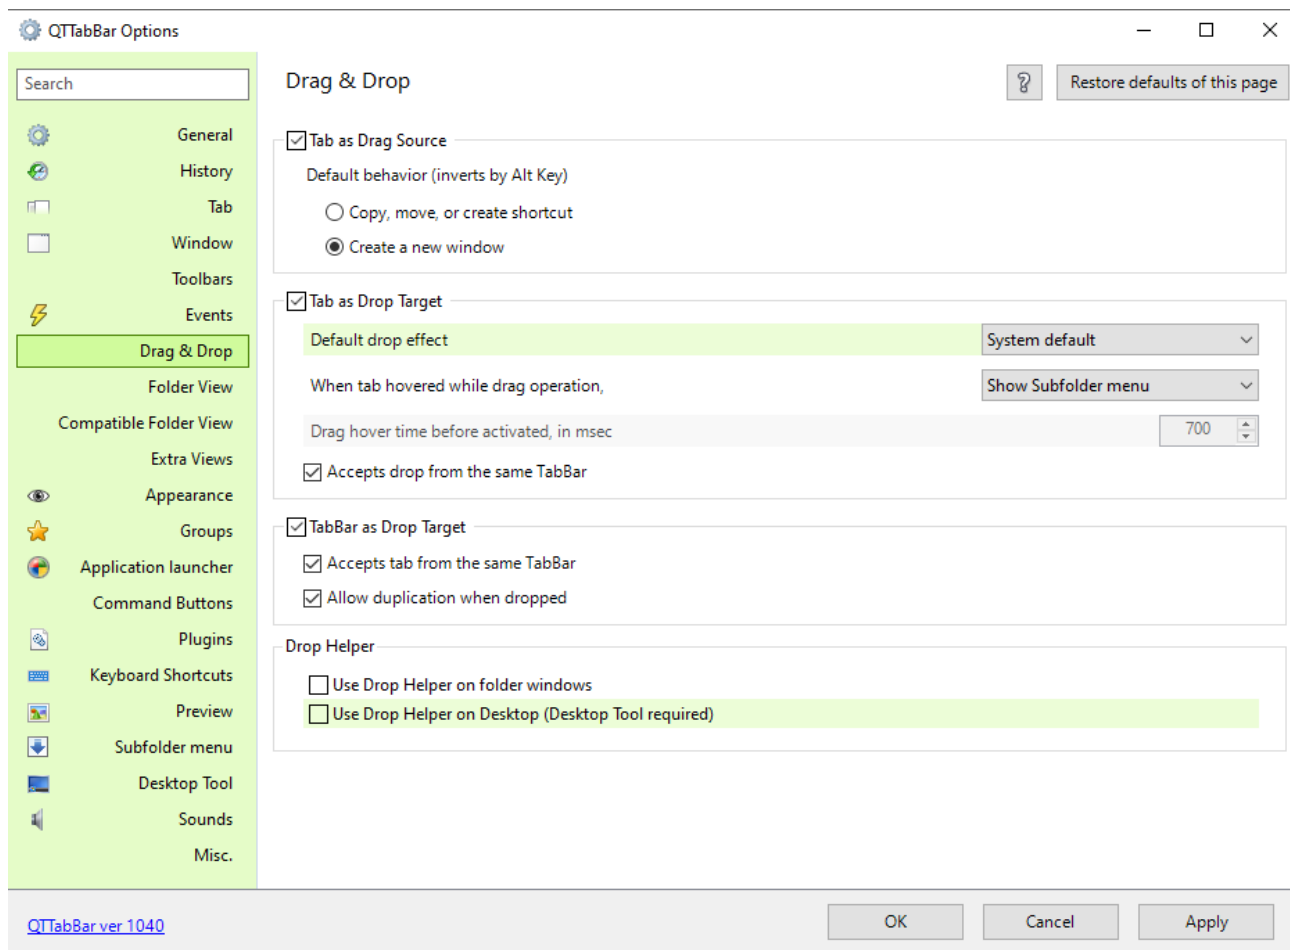 QTTabBar Options
Search
General
History
Tab
Window
Toolbars
Events
Drag & Drop
Folder View
Compatible Folder View
Extra Views
Appearance
Groups
Application launcher
Command Buttons
Plugins
Keyboard Shortcuts
Preview
Subfolder menu
Desktop Tool
Sounds
Misc.
Drag & Drop
?
Restore defaults of this page
Tab as Drag Source
Default behavior (inverts by Alt Key)
Copy, move, or create shortcut
Create a new window
Tab as Drop Target
Default drop effect System default
When tab hovered while drag operation, Show Subfolder menu
Drag hover time before activated, in msec 700
Accepts drop from the same TabBar
TabBar as Drop Target
Accepts tab from the same TabBar
Allow duplication when dropped
Drop Helper
Use Drop Helper on folder windows
Use Drop Helper on Desktop (Desktop Tool required)
QTTabBar ver 1040
OK Cancel Apply